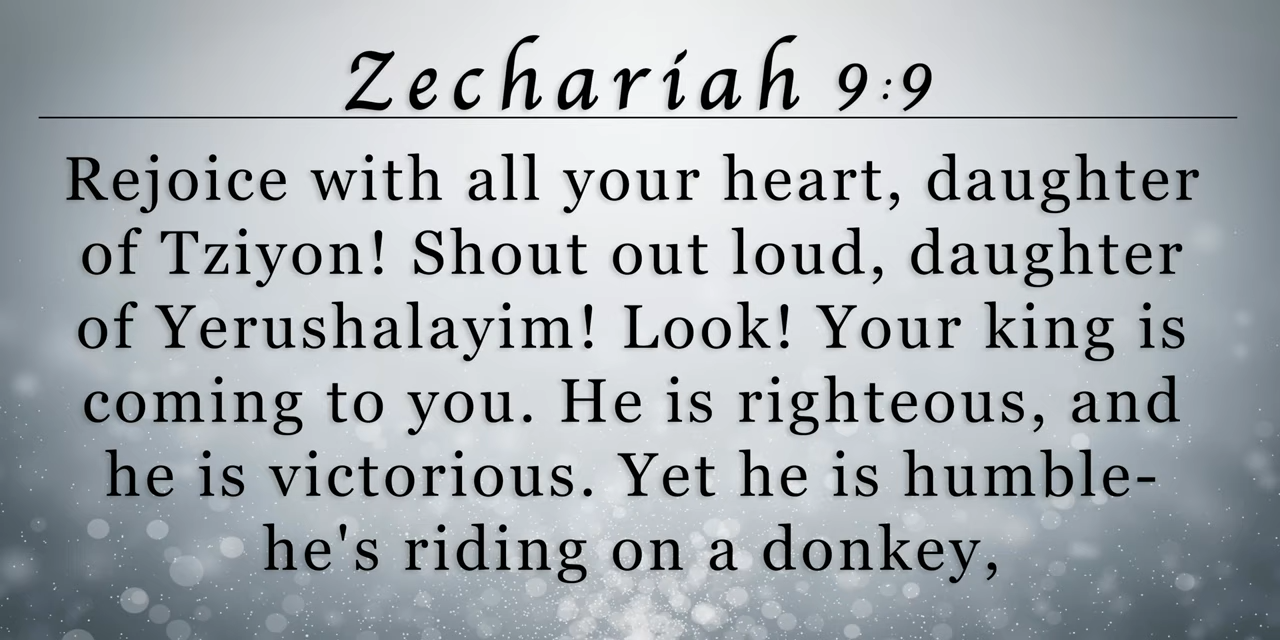 Zechariah 9:9
Rejoice with all your heart, daughter
of Tziyon! Shout out loud, daughter
of Yerushalayim! Look! Your king is
coming to you. He is righteous, and
he is victorious. Yet he is humble-
he's riding on a donkey,